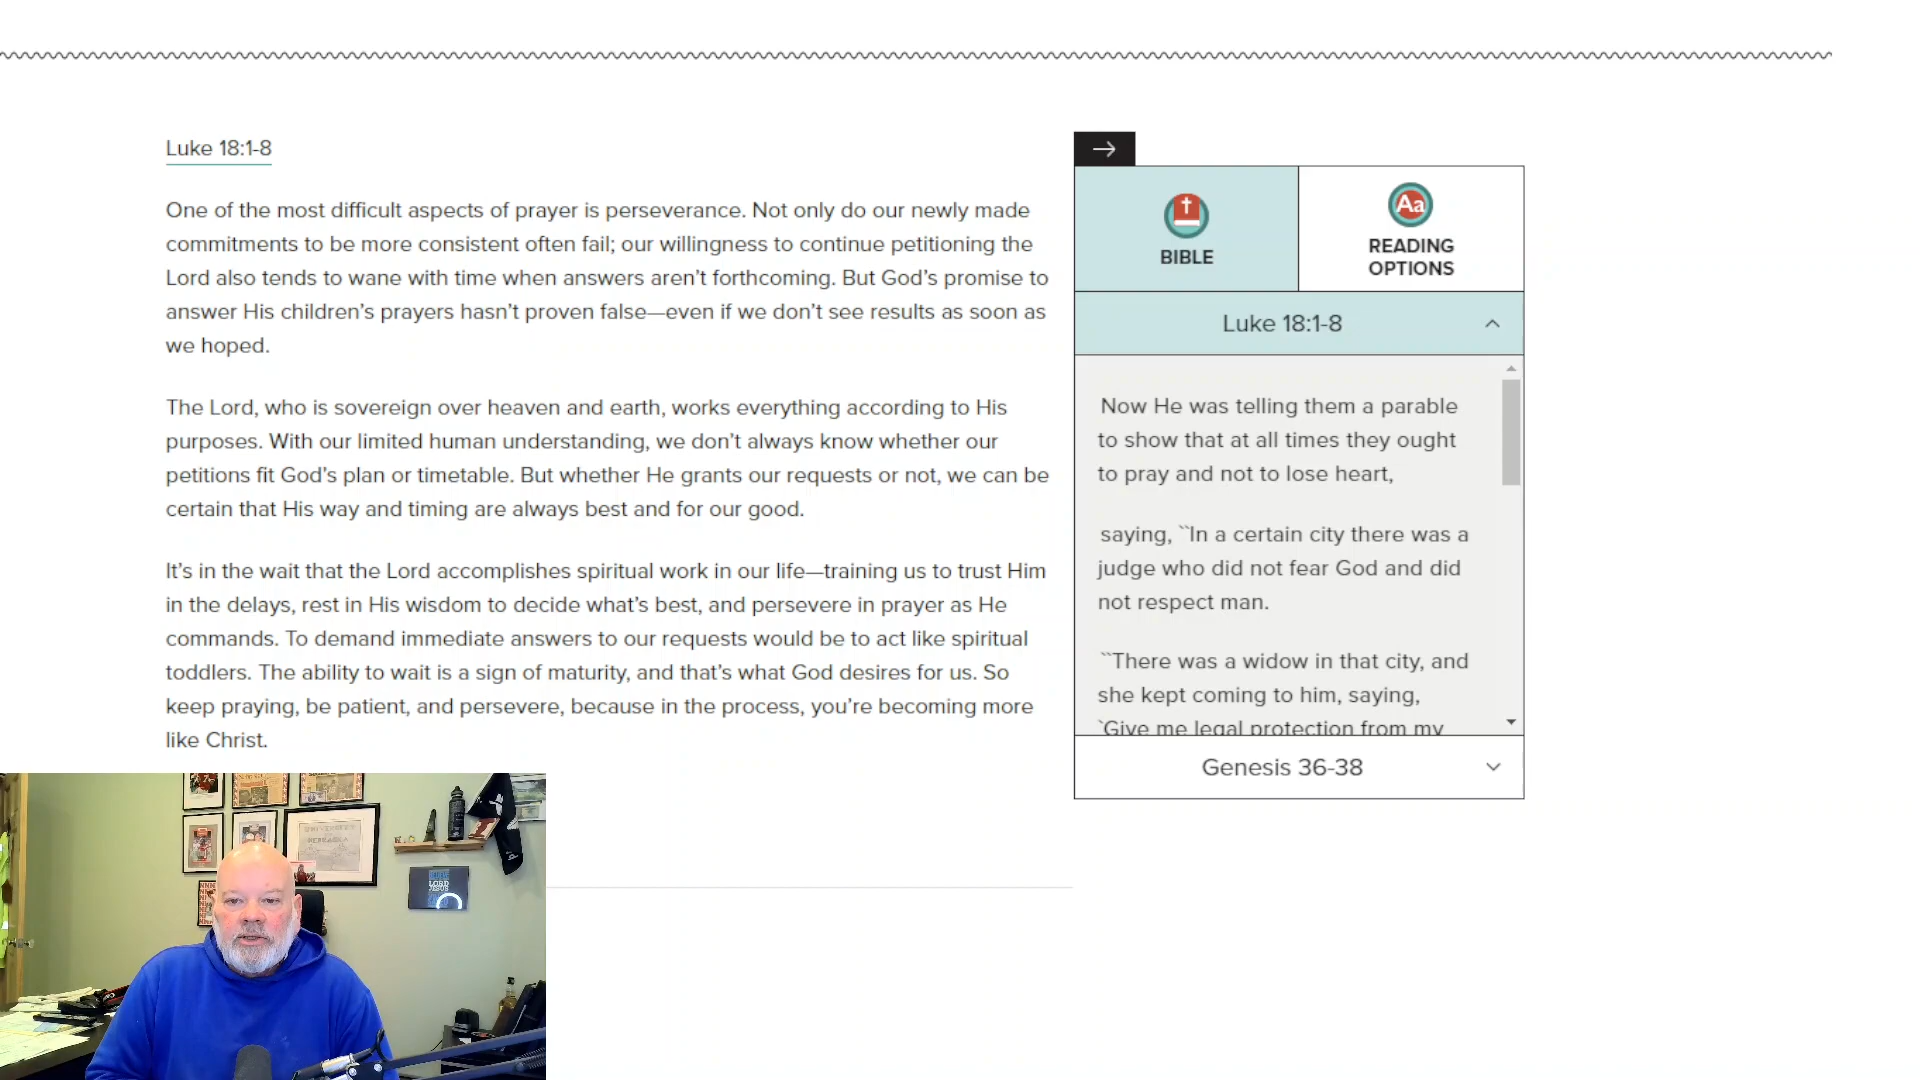 Luke 18:1-8
One of the most difficult aspects of prayer is perseverance. Not only do our newly made
commitments to be more consistent often fail; our willingness to continue petitioning the
Lord also tends to wane with time when answers aren’t forthcoming. But God’s promise to
answer His children’s prayers hasn’t proven false—even if we don’t see results as soon as
we hoped.
The Lord, who is sovereign over heaven and earth, works everything according to His
purposes. With our limited human understanding, we don’t always know whether our
petitions fit God’s plan or timetable. But whether He grants our requests or not, we can be
certain that His way and timing are always best and for our good.
It’s in the wait that the Lord accomplishes spiritual work in our life—training us to trust Him
in the delays, rest in His wisdom to decide what’s best, and persevere in prayer as He
commands. To demand immediate answers to our requests would be to act like spiritual
toddlers. The ability to wait is a sign of maturity, and that’s what God desires for us. So
keep praying, be patient, and persevere, because in the process, you’re becoming more
like Christ.
BIBLE
Aa
READING
OPTIONS
Luke 18:1-8
Now He was telling them a parable
to show that at all times they ought
to pray and not to lose heart,
saying, ``In a certain city there was a
judge who did not fear God and did
not respect man.
``There was a widow in that city, and
she kept coming to him, saying,
`Give me legal protection from my
Genesis 36-38
LORD
JESUS